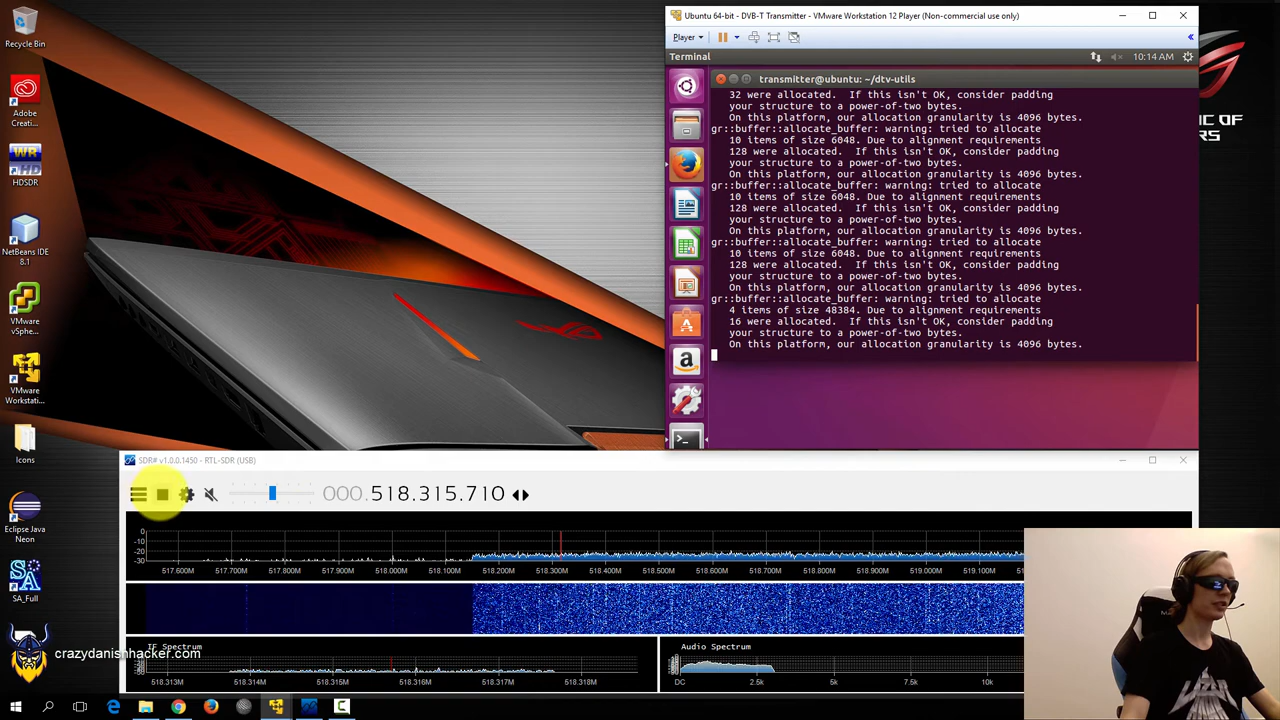 Recycle Bin
Adobe
Creati...
HDSDR
NetBeans IDE
8.1
VMware
vSphe...
VMware
Workstati...
Icons
Eclipse Java
Neon
SA_Full
crazydanishhacker.com
Ubuntu 64-bit - DVB-T Transmitter - VMware Workstation 12 Player (Non-commercial use only)
Player
Terminal
10:14 AM
transmitter@ubuntu: ~/dtv-utils
32 were allocated.  If this isn't OK, consider padding
your structure to a power-of-two bytes.
On this platform, our allocation granularity is 4096 bytes.
gr::buffer::allocate_buffer: warning: tried to allocate
10 items of size 6048. Due to alignment requirements
128 were allocated.  If this isn't OK, consider padding
your structure to a power-of-two bytes.
On this platform, our allocation granularity is 4096 bytes.
gr::buffer::allocate_buffer: warning: tried to allocate
10 items of size 6048. Due to alignment requirements
128 were allocated.  If this isn't OK, consider padding
your structure to a power-of-two bytes.
On this platform, our allocation granularity is 4096 bytes.
gr::buffer::allocate_buffer: warning: tried to allocate
10 items of size 6048. Due to alignment requirements
128 were allocated.  If this isn't OK, consider padding
your structure to a power-of-two bytes.
On this platform, our allocation granularity is 4096 bytes.
gr::buffer::allocate_buffer: warning: tried to allocate
4 items of size 48384. Due to alignment requirements
16 were allocated.  If this isn't OK, consider padding
your structure to a power-of-two bytes.
On this platform, our allocation granularity is 4096 bytes.
IC OF
ERS
SDR# v1.0.0.1450 - RTL-SDR (USB)
000.518.315.710
0
-10
-20
-30
517.600M 517.700M 517.800M 517.900M 518.000M 518.100M 518.200M 518.300M 518.400M 518.500M 518.600M 518.700M 518.800M 518.900M 519.000M 519.100M
IF Spectrum
518.313M 518.314M 518.315M 518.316M 518.317M 518.318M
Audio Spectrum
DC 2.5k 5k 7.5k 10k